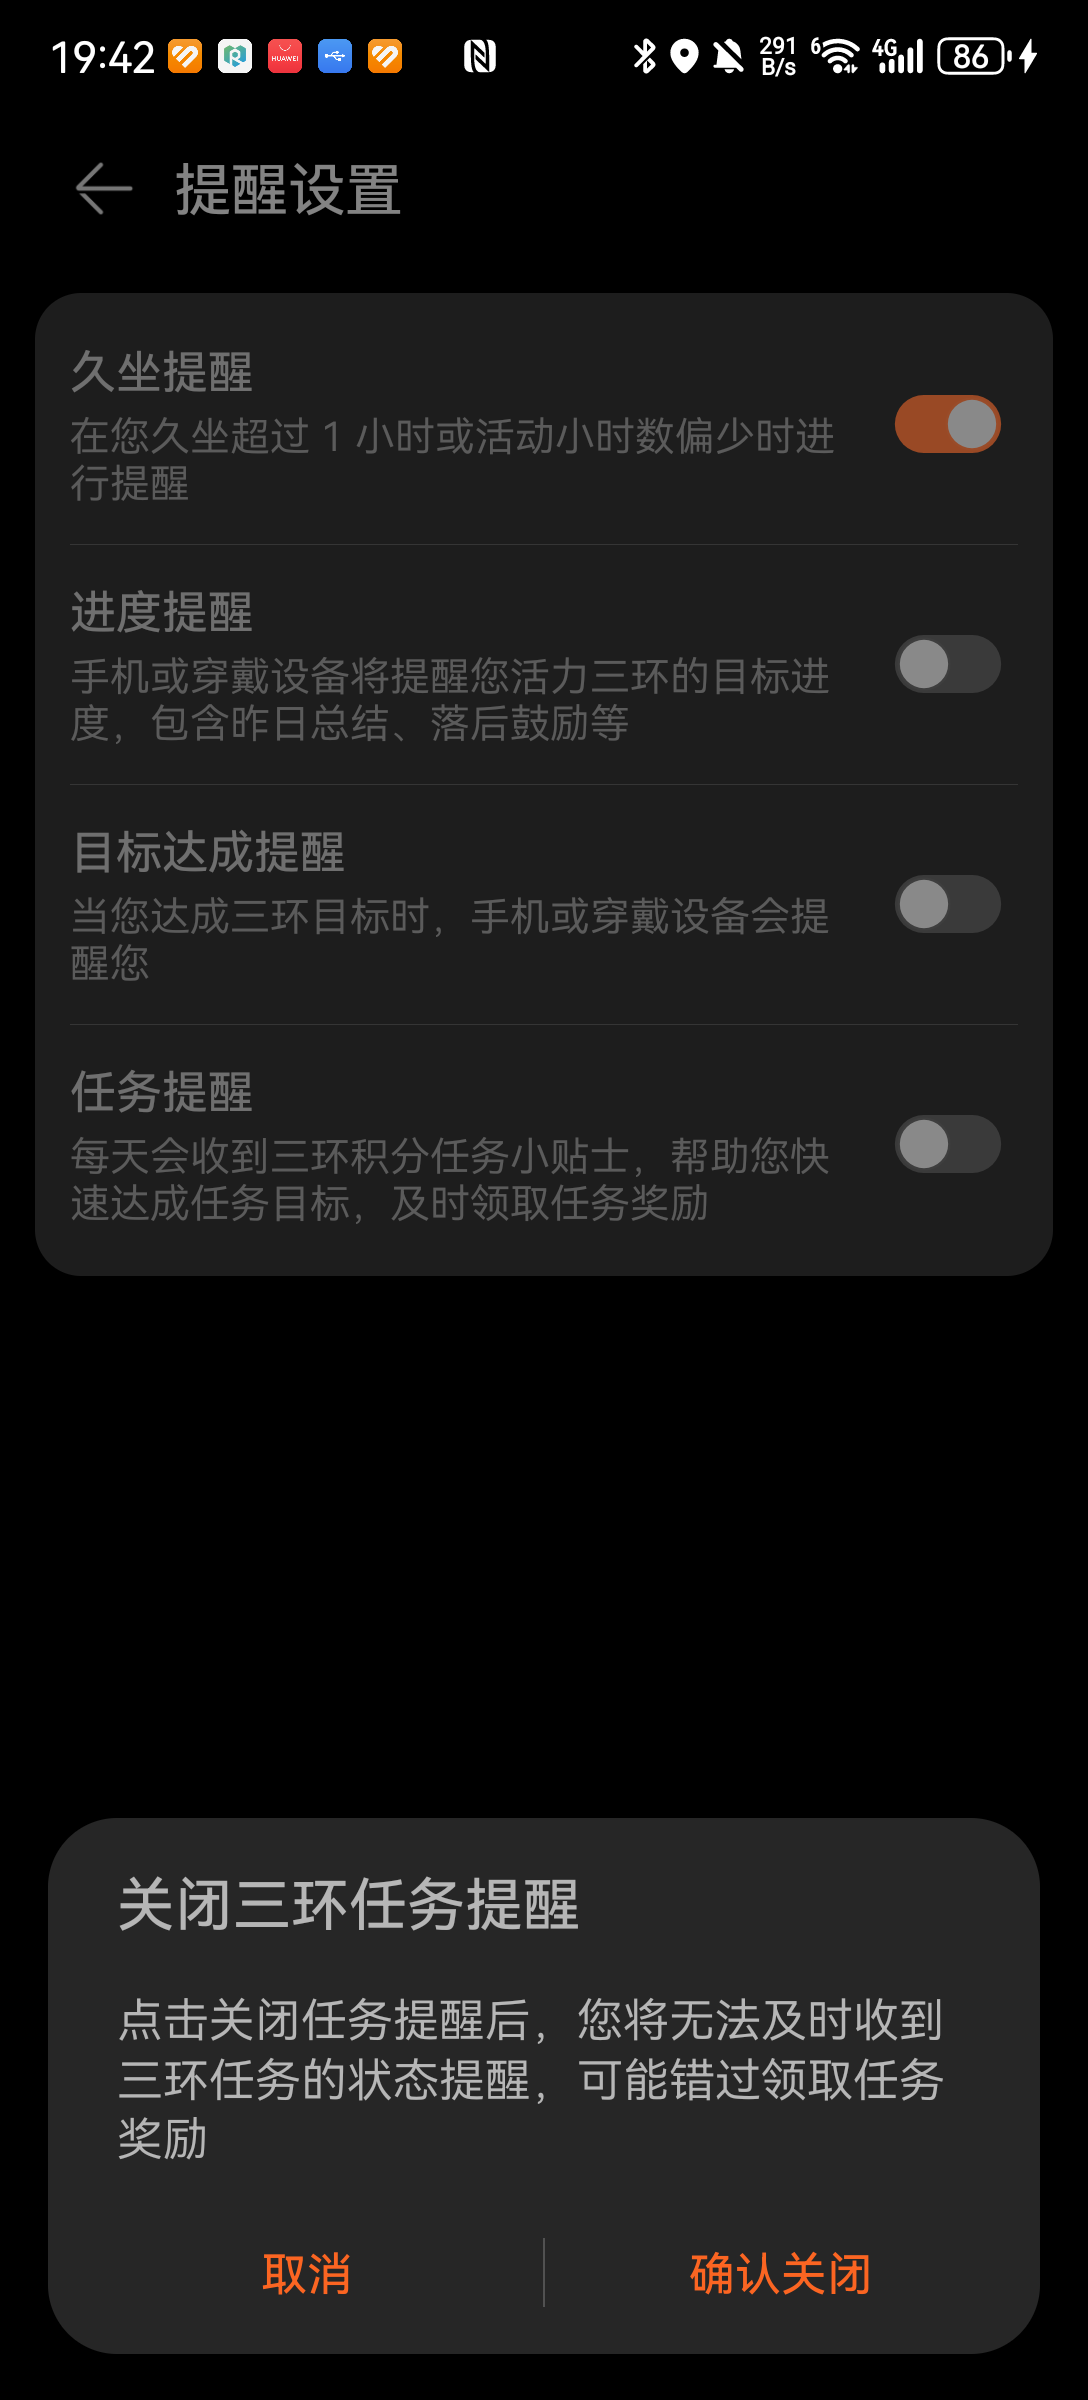 19:42
HUAWEI
291 B/s
6
4G
86
提醒设置
久坐提醒
在您久坐超过 1 小时或活动小时数偏少时进
行提醒
进度提醒
手机或穿戴设备将提醒您活力三环的目标进
度，包含昨日总结、落后鼓励等
目标达成提醒
当您达成三环目标时，手机或穿戴设备会提
醒您
任务提醒
每天会收到三环积分任务小贴士，帮助您快
速达成任务目标，及时领取任务奖励
关闭三环任务提醒
点击关闭任务提醒后，您将无法及时收到
三环任务的状态提醒，可能错过领取任务
奖励
取消
确认关闭